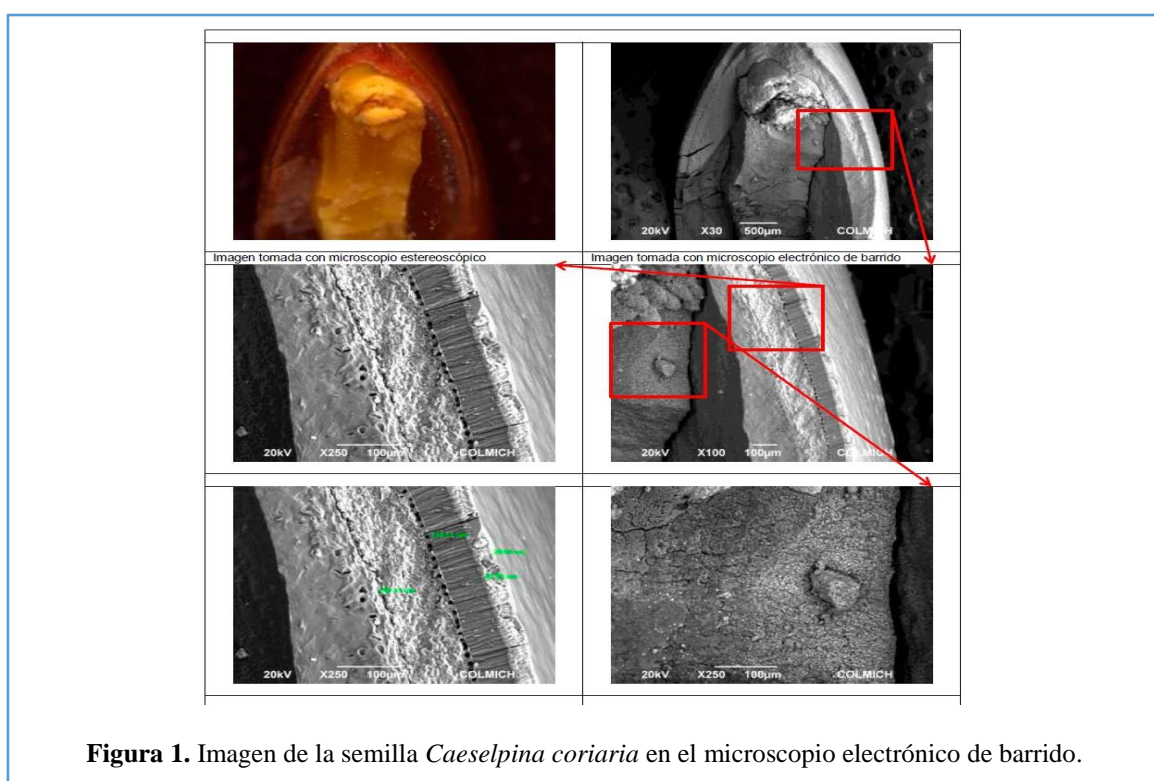 20kV X30 500µm COLMICH
Imagen tomada con microscopio estereoscópico
Imagen tomada con microscopio electrónico de barrido
20kV X250 100µm COLMICH
20kV X100 100µm COLMICH
20kV X250 100µm COLMICH
20kV X250 100µm COLMICH
Figura 1. Imagen de la semilla Caeselpina coriaria en el microscopio electrónico de barrido.